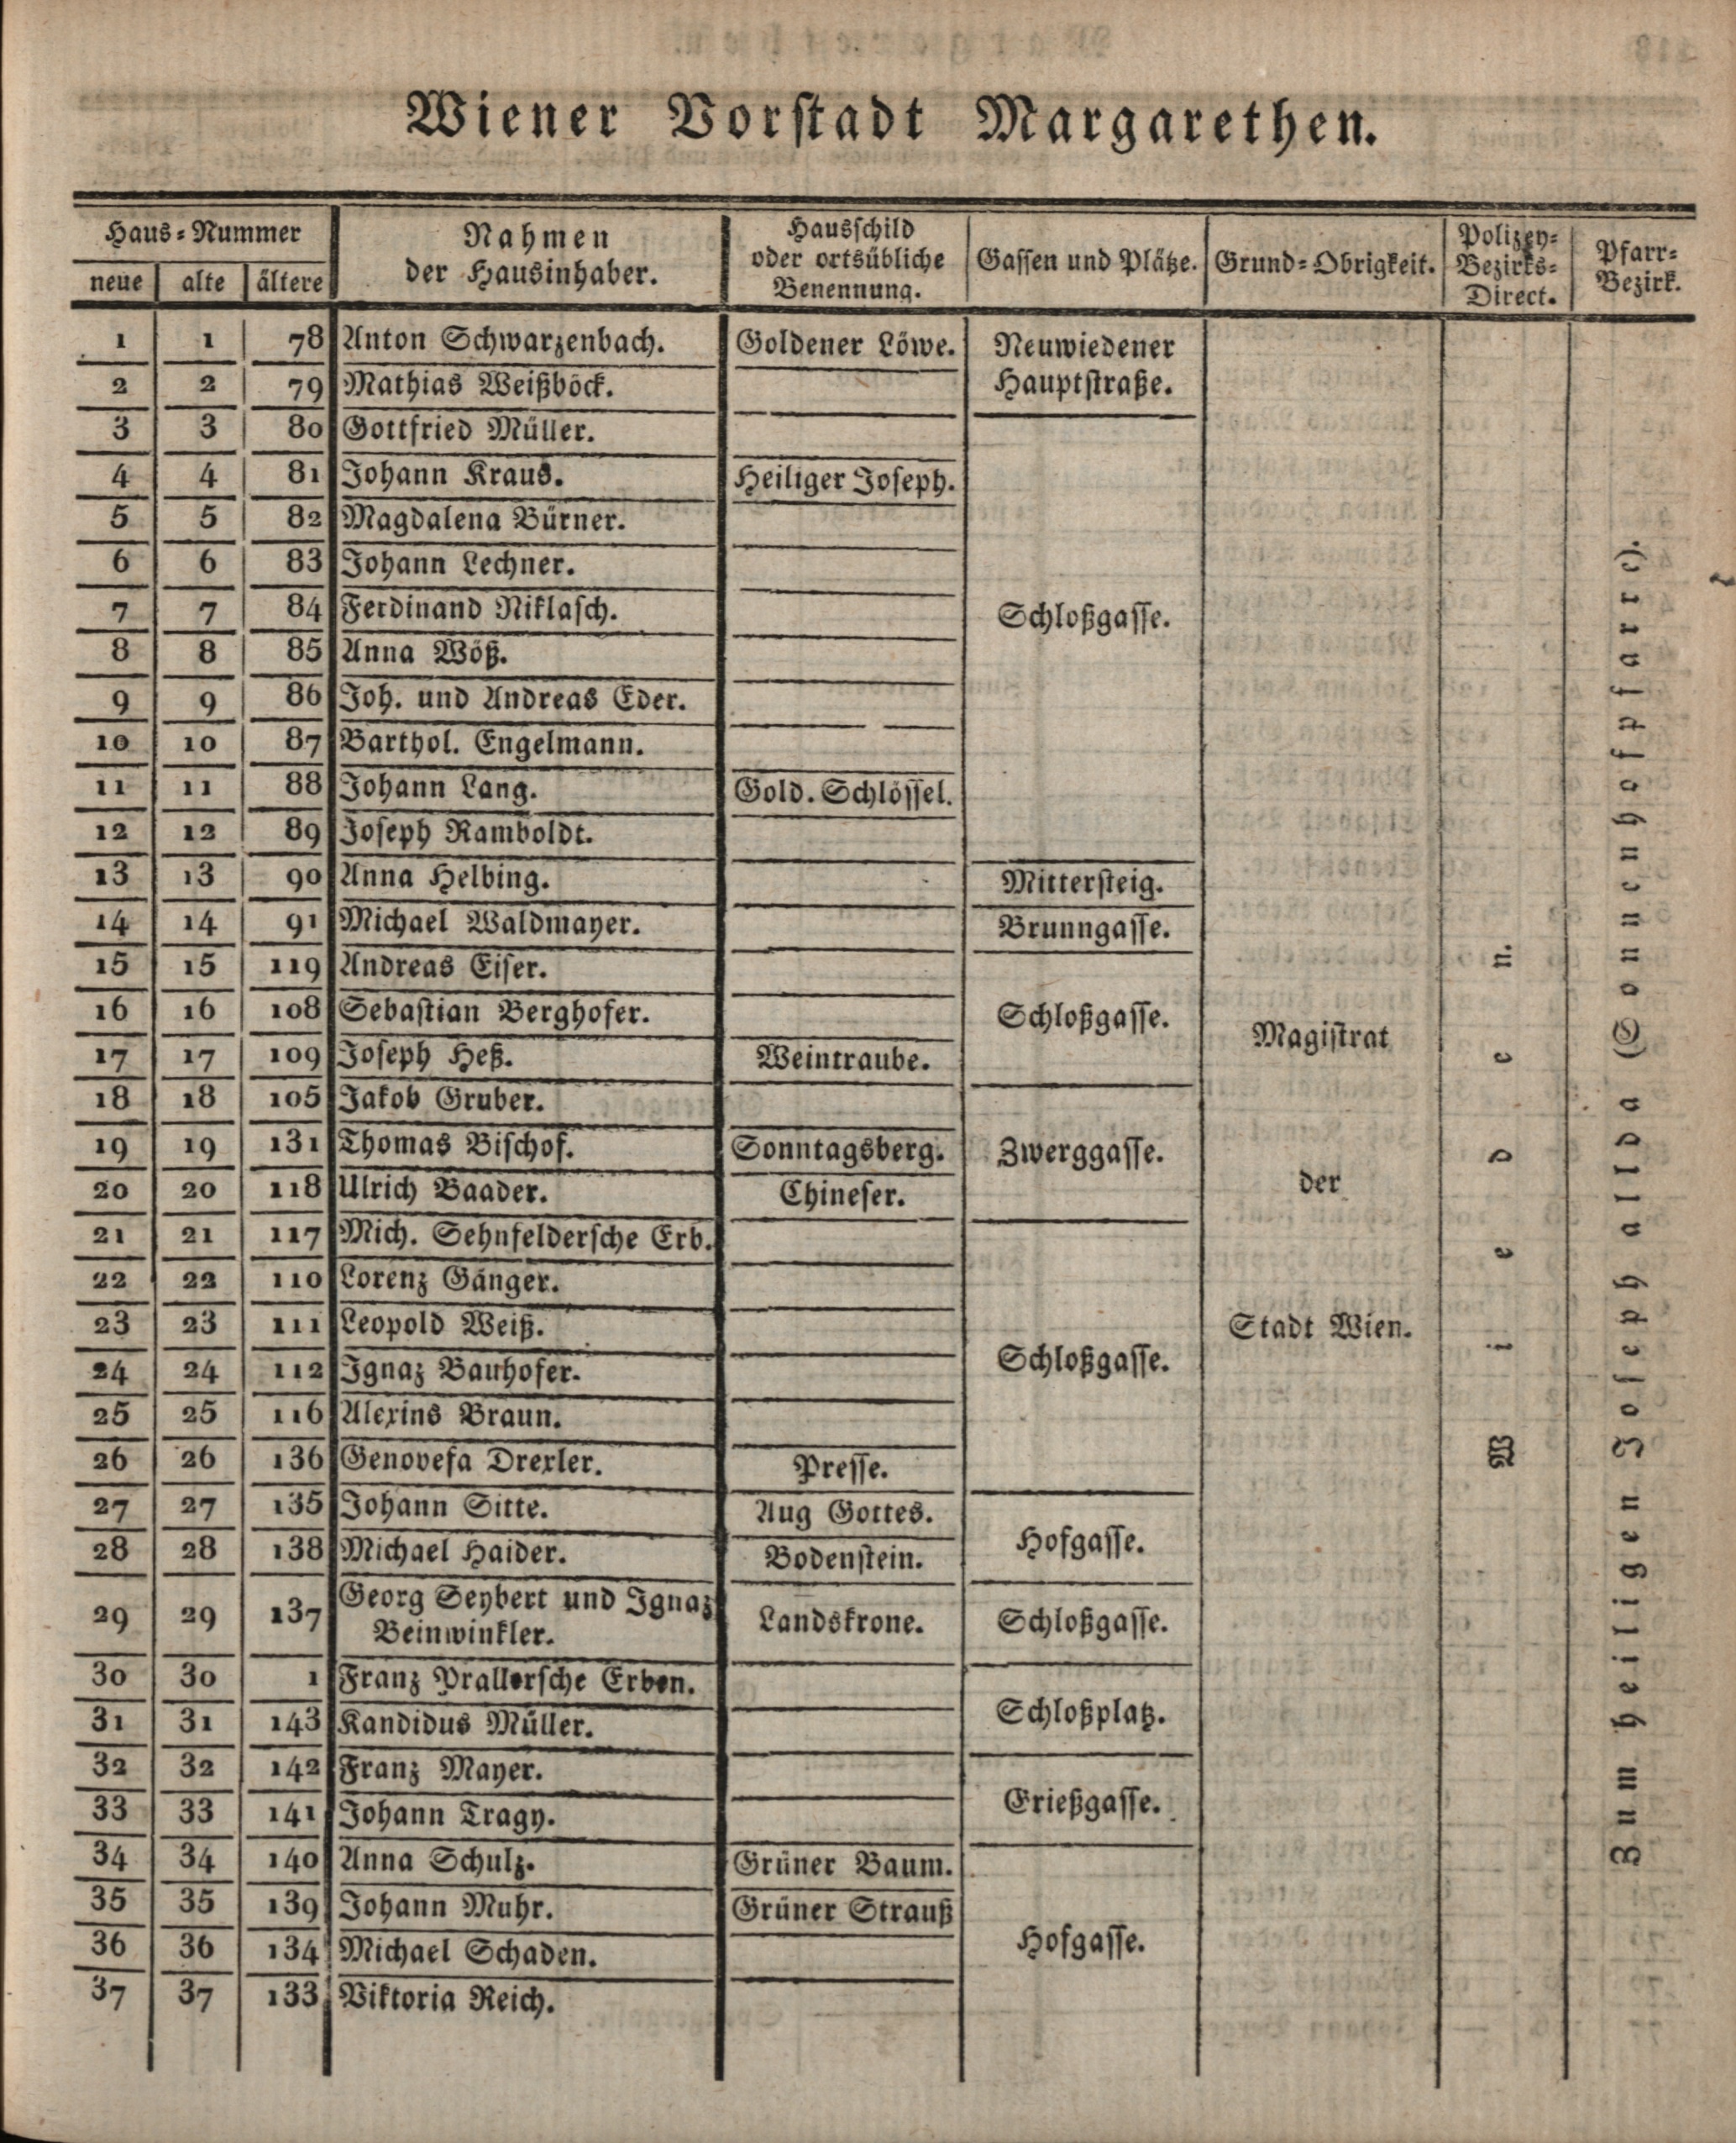 Wiener Vorstadt Margarethen.
Haus-Nummer | Nahmen der Hausinhaber. | Hausschild oder ortsübliche Benennung. | Gassen und Plätze. | Grund-Obrigkeit. | Polizey-Bezirks-Direct. | Pfarr-Bezirk.
neue | alte | ältere
1 | 1 | 78 | Anton Schwarzenbach. | Goldener Löwe. | Neuwiedener
2 | 2 | 79 | Mathias Weißböck. | | Hauptstraße.
3 | 3 | 80 | Gottfried Müller.
4 | 4 | 81 | Johann Kraus. | Heiliger Joseph.
5 | 5 | 82 | Magdalena Bürner.
6 | 6 | 83 | Johann Lechner.
7 | 7 | 84 | Ferdinand Niklasch. | | Schloßgasse.
8 | 8 | 85 | Anna Wöß.
9 | 9 | 86 | Joh. und Andreas Eder.
10 | 10 | 87 | Barthol. Engelmann.
11 | 11 | 88 | Johann Lang. | Gold. Schlössel.
12 | 12 | 89 | Joseph Ramboldt.
13 | 13 | 90 | Anna Helbing. | | Mittersteig.
14 | 14 | 91 | Michael Waldmayer. | | Brunngasse.
15 | 15 | 119 | Andreas Eiser.
16 | 16 | 108 | Sebastian Berghofer. | | Schloßgasse. | Magistrat
17 | 17 | 109 | Joseph Heß. | Weintraube.
18 | 18 | 105 | Jakob Gruber.
19 | 19 | 131 | Thomas Bischof. | Sonntagsberg. | Zwerggasse. | der
20 | 20 | 118 | Ulrich Baader. | Chineser.
21 | 21 | 117 | Mich. Sehnfeldersche Erb.
22 | 22 | 110 | Lorenz Gänger.
23 | 23 | 111 | Leopold Weiß. | | | Stadt Wien.
24 | 24 | 112 | Ignaz Bauhofer. | | Schloßgasse.
25 | 25 | 116 | Alexins Braun.
26 | 26 | 136 | Genovefa Drexler. | Presse.
27 | 27 | 135 | Johann Sitte. | Aug Gottes.
28 | 28 | 138 | Michael Haider. | Bodenstein. | Hofgasse.
29 | 29 | 137 | Georg Seybert und Ignaz
Beinwinkler. | Landskrone. | Schloßgasse.
30 | 30 | 1 | Franz Prallersche Erben.
31 | 31 | 143 | Kandidus Müller. | | Schloßplatz.
32 | 32 | 142 | Franz Mayer.
33 | 33 | 141 | Johann Tragy. | | Grießgasse.
34 | 34 | 140 | Anna Schulz. | Grüner Baum.
35 | 35 | 139 | Johann Muhr. | Grüner Strauß
36 | 36 | 134 | Michael Schaden. | | Hofgasse.
37 | 37 | 133 | Viktoria Reich.
Wieden.
Zum heiligen Joseph allda (Sonnenhofpfarre).